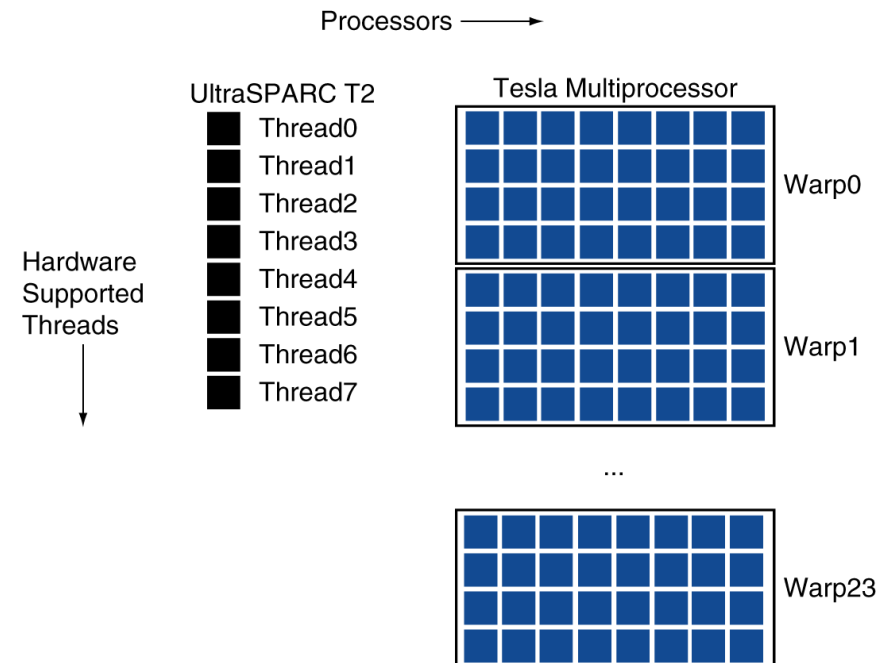 Processors
UltraSPARC T2
Tesla Multiprocessor
Thread0
Thread1
Thread2
Thread3
Thread4
Thread5
Thread6
Thread7
Hardware
Supported
Threads
Warp0
Warp1
...
Warp23